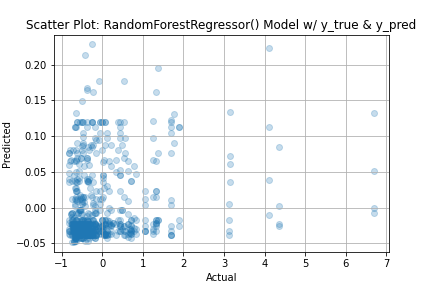 Scatter Plot: RandomForestRegressor() Model w/ y_true & y_pred
0.20
0.15
0.10
0.05
0.00
−0.05
Predicted
−1 0 1 2 3 4 5 6 7
Actual